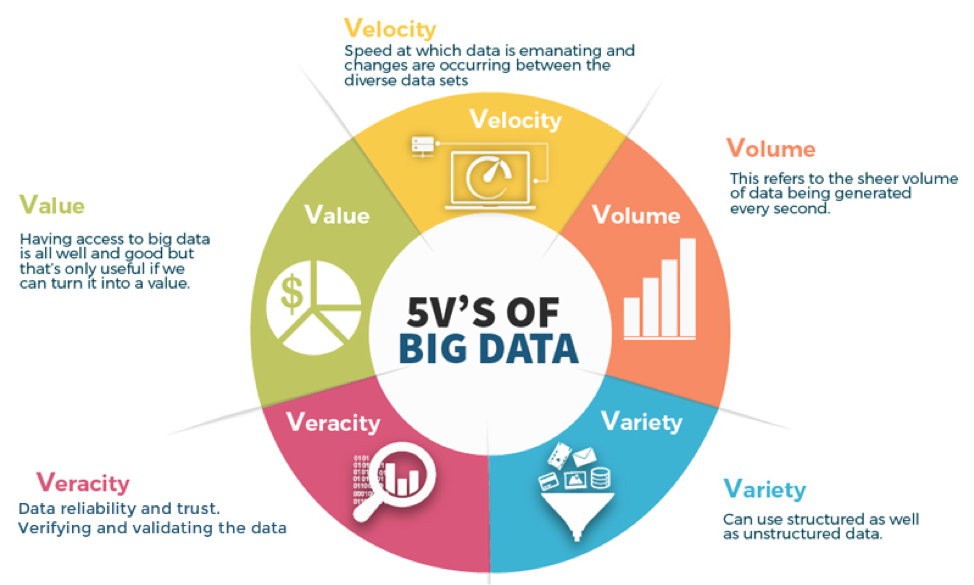 Velocity
Speed at which data is emanating and
changes are occurring between the
diverse data sets
Velocity
Volume
This refers to the sheer volume
of data being generated
every second.
Volume
Value
Having access to big data
is all well and good but
that's only useful if we
can turn it into a value.
Value
$
5V'S OF
BIG DATA
Veracity
Variety
Veracity
Data reliability and trust.
Verifying and validating the data
Variety
Can use structured as well
as unstructured data.